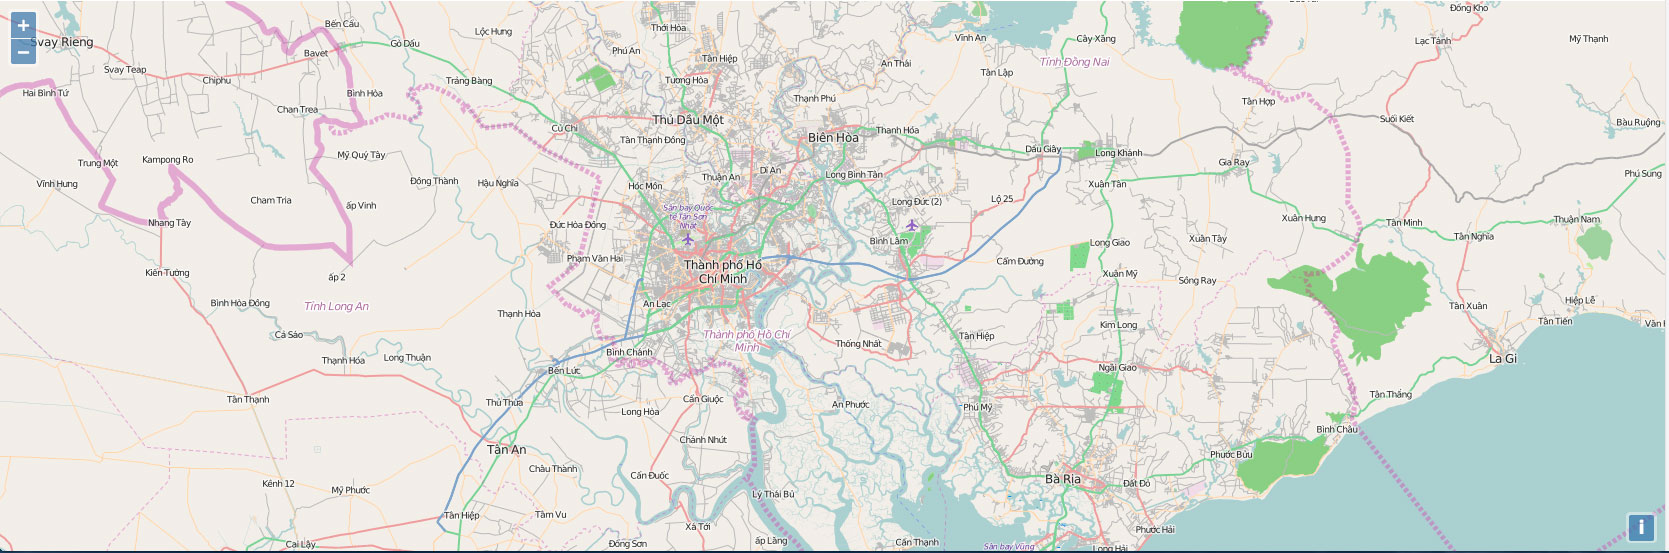 +
−
Svay Rieng
Bến Cầu
Bavet
Gò Dầu
Lộc Hưng
Phú An
Thới Hòa
Tân Hiệp
Vĩnh An
Cây Xăng
Tỉnh Đồng Nai
Đồng Kho
Lạc Tánh
Mỹ Thạnh
Svay Teap
Chiphu
Hai Bình Tứ
Bình Hòa
Chan Trea
Trảng Bàng
Tương Hòa
An Thái
Tân Lập
Thạnh Phú
Tân Hợp
Suối Kiết
Bàu Ruộng
Củ Chi
Thủ Dầu Một
Tân Thạnh Đông
Biên Hòa
Thanh Hóa
Dầu Giây
Long Khánh
Gia Ray
Trung Một
Kampong Ro
Mỹ Quý Tây
Vĩnh Hưng
Đông Thành
Hậu Nghĩa
Hóc Môn
Thuận An
Dĩ An
Long Bình Tân
Xuân Tân
Phú Sung
Cham Tria
ấp Vinh
Nhang Tây
Sân bay Quốc
tế Tân Sơn
Nhất
Long Đức (2)
Lộ 25
Xuân Hưng
Tân Minh
Thuận Nam
Tân Nghĩa
Đức Hòa Đông
Bình Lâm
Long Giao
Xuân Tây
Phạm Văn Hai
Thành phố Hồ
Chí Minh
Cẩm Đường
Xuân Mỹ
Sông Ray
Kiến Tường
ấp 2
Bình Hòa Đông
Tỉnh Long An
An Lạc
Thạnh Hòa
Cá Sáo
Thành phố Hồ Chí
Minh
Thống Nhất
Tân Hiệp
Kim Long
Tân Xuân
Hiệp Lễ
Tân Tiến
Văn
Thạnh Hóa
Long Thuận
Bình Chánh
Bến Lức
Ngãi Giao
La Gi
Tân Thạnh
Thủ Thừa
Long Hòa
Cần Giuộc
An Phước
Phú Mỹ
Tân Thắng
Bình Châu
Tân An
Chánh Nhứt
Châu Thành
Cần Đước
Kênh 12
Mỹ Phước
Lý Thái Bủ
Bà Rịa
Đất Đỏ
Phước Bửu
Tân Hiệp
Tầm Vu
Xá Tới
ấp Làng
Cần Thạnh
Phước Hải
Cai Lậy
Đồng Sơn
Sân bay Vũng
Long Hải
i